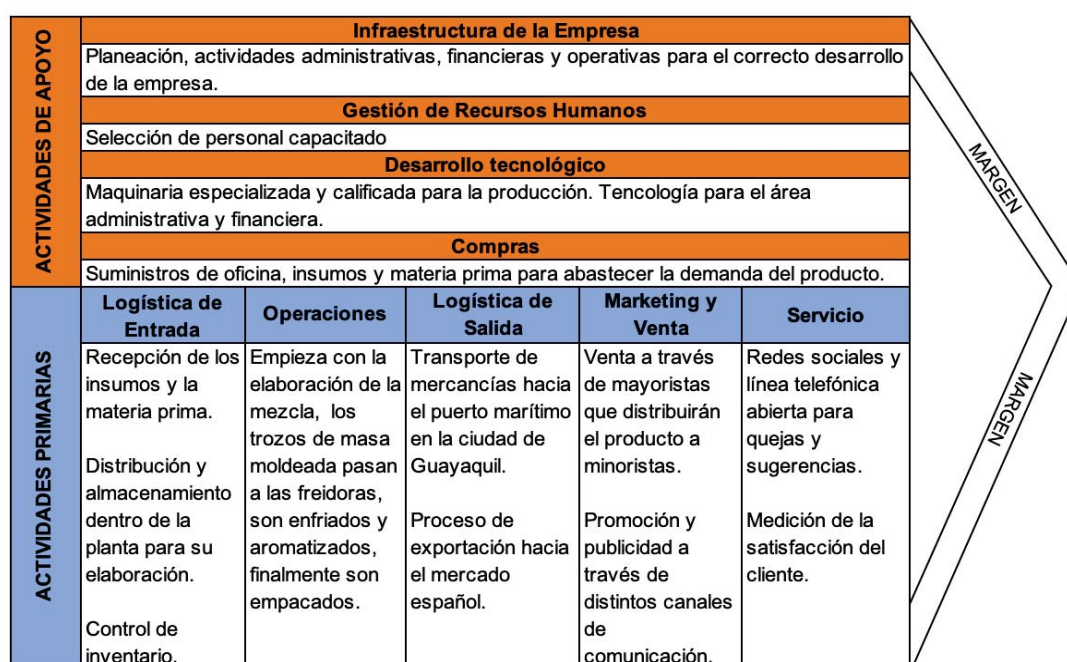 ACTIVIDADES DE APOYO
Infraestructura de la Empresa
Planeación, actividades administrativas, financieras y operativas para el correcto desarrollo
de la empresa.
Gestión de Recursos Humanos
Selección de personal capacitado
Desarrollo tecnológico
Maquinaria especializada y calificada para la producción. Tencología para el área
administrativa y financiera.
Compras
Suministros de oficina, insumos y materia prima para abastecer la demanda del producto.
ACTIVIDADES PRIMARIAS
Logística de
Entrada
Recepción de los
insumos y la
materia prima.
Distribución y
almacenamiento
dentro de la
planta para su
elaboración.
Control de
inventario.
Operaciones
Empieza con la
elaboración de la
mezcla, los
trozos de masa
moldeada pasan
a las freidoras,
son enfriados y
aromatizados,
finalmente son
empacados.
Logística de
Salida
Transporte de
mercancías hacia
el puerto marítimo
en la ciudad de
Guayaquil.
Proceso de
exportación hacia
el mercado
español.
Marketing y
Venta
Venta a través
de mayoristas
que distribuirán
el producto a
minoristas.
Promoción y
publicidad a
través de
distintos canales
de
comunicación.
Servicio
Redes sociales y
línea telefónica
abierta para
quejas y
sugerencias.
Medición de la
satisfacción del
cliente.
MARGEN
MARGEN